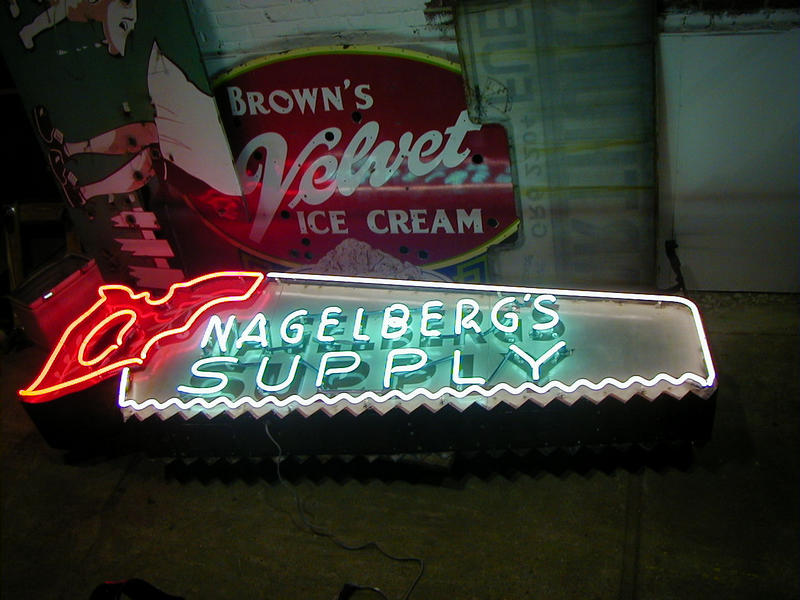 BROWN'S
Velvet
ICE CREAM
NAGELBERG'S
SUPPLY